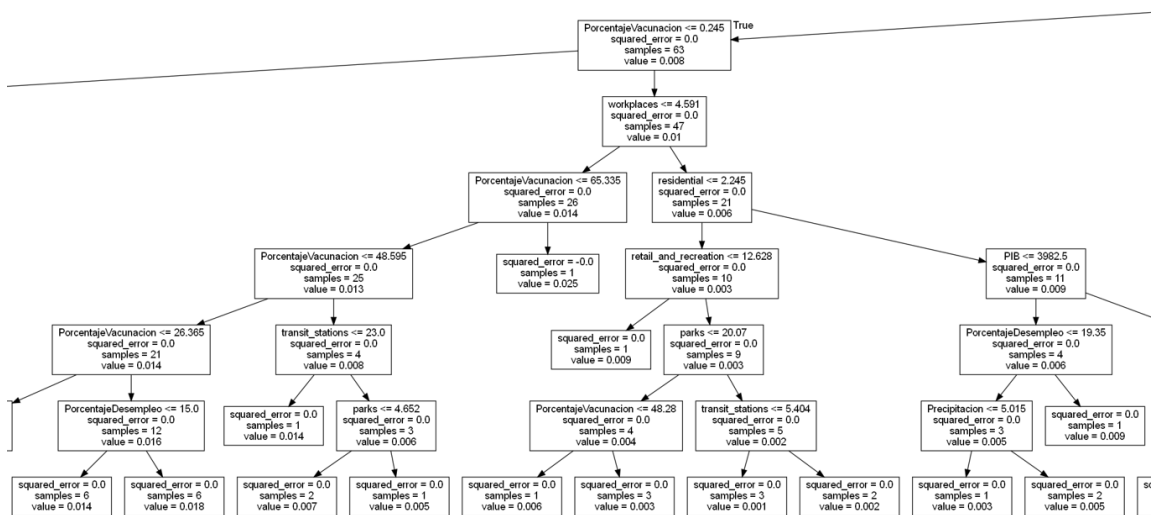 PorcentajeVacunacion <= 0.245
squared_error = 0.0
samples = 63
value = 0.008
True
workplaces <= 4.591
squared_error = 0.0
samples = 47
value = 0.01
PorcentajeVacunacion <= 65.335
squared_error = 0.0
samples = 26
value = 0.014
residential <= 2.245
squared_error = 0.0
samples = 21
value = 0.006
PorcentajeVacunacion <= 48.595
squared_error = 0.0
samples = 25
value = 0.013
squared_error = -0.0
samples = 1
value = 0.025
retail_and_recreation <= 12.628
squared_error = 0.0
samples = 10
value = 0.003
PIB <= 3982.5
squared_error = 0.0
samples = 11
value = 0.009
PorcentajeVacunacion <= 26.365
squared_error = 0.0
samples = 21
value = 0.014
transit_stations <= 23.0
squared_error = 0.0
samples = 4
value = 0.008
squared_error = 0.0
samples = 1
value = 0.009
parks <= 20.07
squared_error = 0.0
samples = 9
value = 0.003
PorcentajeDesempleo <= 19.35
squared_error = 0.0
samples = 4
value = 0.006
PorcentajeDesempleo <= 15.0
squared_error = 0.0
samples = 12
value = 0.016
squared_error = 0.0
samples = 1
value = 0.014
parks <= 4.652
squared_error = 0.0
samples = 3
value = 0.006
PorcentajeVacunacion <= 48.28
squared_error = 0.0
samples = 4
value = 0.004
transit_stations <= 5.404
squared_error = 0.0
samples = 5
value = 0.002
Precipitacion <= 5.015
squared_error = 0.0
samples = 3
value = 0.005
squared_error = 0.0
samples = 1
value = 0.009
squared_error = 0.0
samples = 6
value = 0.014
squared_error = 0.0
samples = 6
value = 0.018
squared_error = 0.0
samples = 2
value = 0.007
squared_error = 0.0
samples = 1
value = 0.005
squared_error = 0.0
samples = 1
value = 0.006
squared_error = 0.0
samples = 3
value = 0.003
squared_error = 0.0
samples = 3
value = 0.001
squared_error = 0.0
samples = 2
value = 0.002
squared_error = 0.0
samples = 1
value = 0.003
squared_error = 0.0
samples = 2
value = 0.005